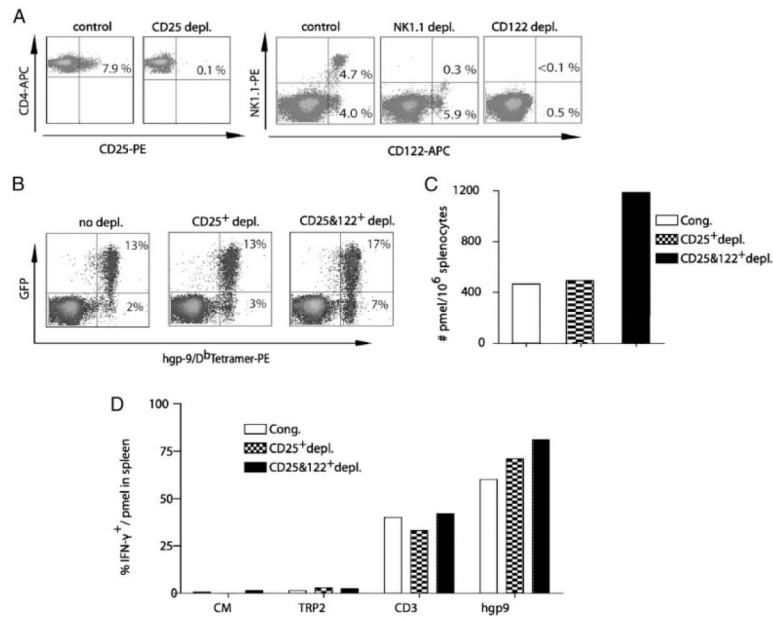 A
control
CD25 depl.
CD4-APC
7.9 %
0.1 %
CD25-PE
control
NK1.1 depl.
CD122 depl.
NK1.1-PE
4.7 %
0.3 %
<0.1 %
4.0 %
5.9 %
0.5 %
CD122-APC
B
no depl.
CD25+ depl.
CD25&122+ depl.
GFP
13%
13%
17%
2%
3%
7%
hgp-9/DbTetramer-PE
C
# pmel/10^6 splenocytes
1200
800
400
0
Cong.
CD25+depl.
CD25&122+depl.
D
% IFN-γ+ / pmel in spleen
100
75
50
25
0
Cong.
CD25+depl.
CD25&122+depl.
CM
TRP2
CD3
hgp9